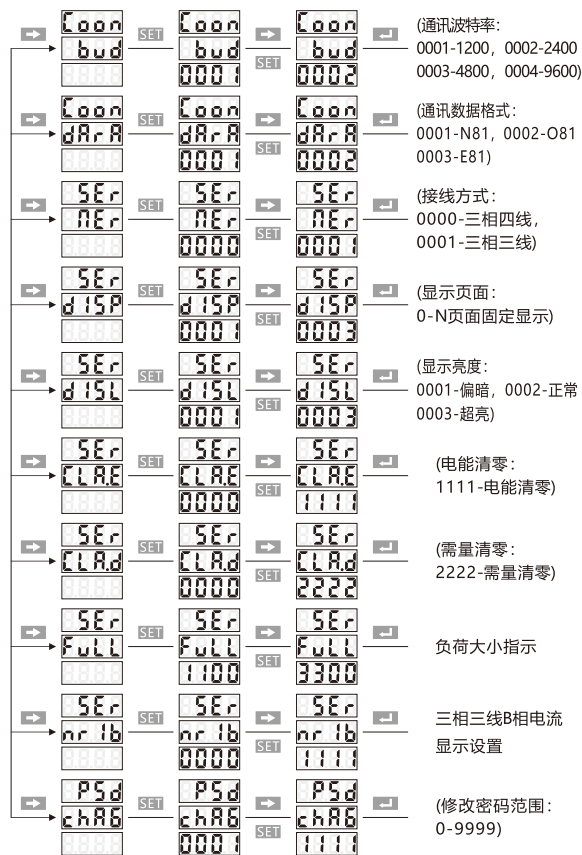 Coon Coon Coon
SET
bud bud bud
SET
0001 0002
(通讯波特率：
0001-1200，0002-2400
0003-4800，0004-9600)
Coon Coon Coon
SET
dArA dArA dArA
SET
0001 0002
(通讯数据格式：
0001-N81，0002-O81
0003-E81)
SEr SEr SEr
SET
nEr nEr nEr
SET
0000 0001
(接线方式：
0000-三相四线，
0001-三相三线)
SEr SEr SEr
SET
dISP dISP dISP
SET
0001 0003
(显示页面：
0-N页面固定显示)
SEr SEr SEr
SET
dISL dISL dISL
SET
0001 0003
(显示亮度：
0001-偏暗，0002-正常
0003-超亮)
SEr SEr SEr
SET
CLA.E CLA.E CLA.E
SET
0000 1111
(电能清零：
1111-电能清零)
SEr SEr SEr
SET
CLA.d CLA.d CLA.d
SET
0000 2222
(需量清零：
2222-需量清零)
SEr SEr SEr
SET
FuLL FuLL FuLL
SET
1100 3300
负荷大小指示
SEr SEr SEr
SET
nr Ib nr Ib nr Ib
SET
0000 1111
三相三线B相电流
显示设置
PSd PSd PSd
SET
chAG chAG chAG
SET
0001 1111
(修改密码范围：
0-9999)